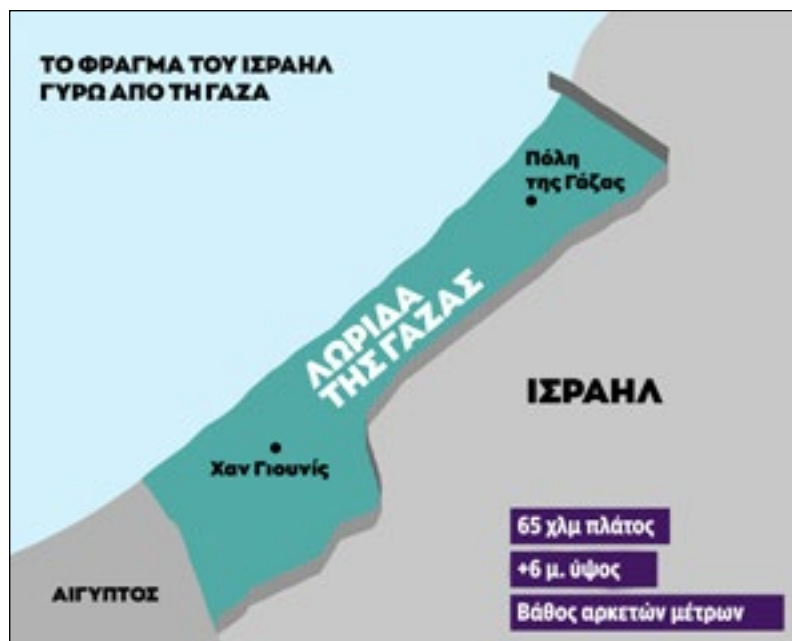 ΤΟ ΦΡΑΓΜΑ ΤΟΥ ΙΣΡΑΗΛ
ΓΥΡΩ ΑΠΟ ΤΗ ΓΑΖΑ
Πόλη
της Γάζας
ΛΩΡΙΔΑ
ΤΗΣ ΓΑΖΑΣ
ΙΣΡΑΗΛ
Χαν Γιουνίς
ΑΙΓΥΠΤΟΣ
65 χλμ πλάτος
+6 μ. ύψος
Βάθος αρκετών μέτρων